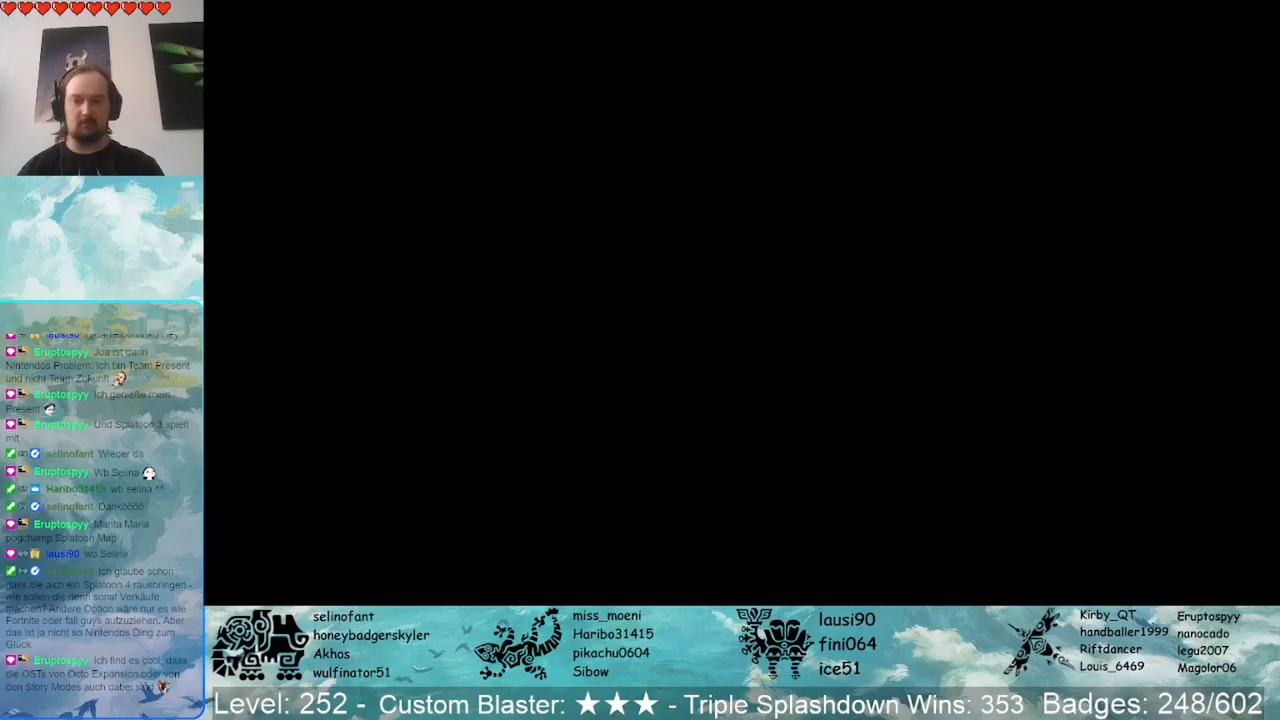 Eruptospyy Joa ist dann
Nintendos Problem. Ich bin Team Present
und nicht Team Zukunft
Eruptospyy Ich genieße mein
Present
Eruptospyy Und Splatoon 3 spielt
mit
selinofant Wieder da
Eruptospyy Wb Selina
Haribo31415 wb selina ^^
selinofant Dankööö
Eruptospyy Manta Maria
pogchamp Splatoon Map
lausi90 wb Selina
Ich glaube schon
dass die aich ein Splatoon 4 rausbringen -
wie sollen die denn sonst Verkäufe
machen? Andere Option wäre nur es wie
Fortnite oder fall guys aufzuziehen. Aber
das ist ja nicht so Nintendos Ding zum
Glück
Eruptospyy Ich find es cool, dass
die OSTs von Octo Expansion oder von
den Story Modes auch dabei sind
selinofant
honeybadgerskyler
Akhos
wulfinator51
miss_moeni
Haribo31415
pikachu0604
Sibow
lausi90
fini064
ice51
Kirby_QT
handballer1999
Riftdancer
Louis_6469
Eruptospyy
nanocado
legu2007
Magolor06
Level: 252 - Custom Blaster: ★★★ - Triple Splashdown Wins: 353 Badges: 248/602